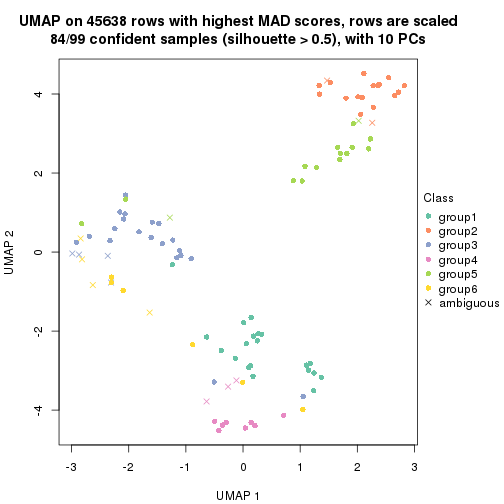 UMAP on 45638 rows with highest MAD scores, rows are scaled
84/99 confident samples (silhouette > 0.5), with 10 PCs
4
2
0
-2
-4
UMAP 2
-3
-2
-1
0
1
2
3
UMAP 1
Class
group1
group2
group3
group4
group5
group6
ambiguous